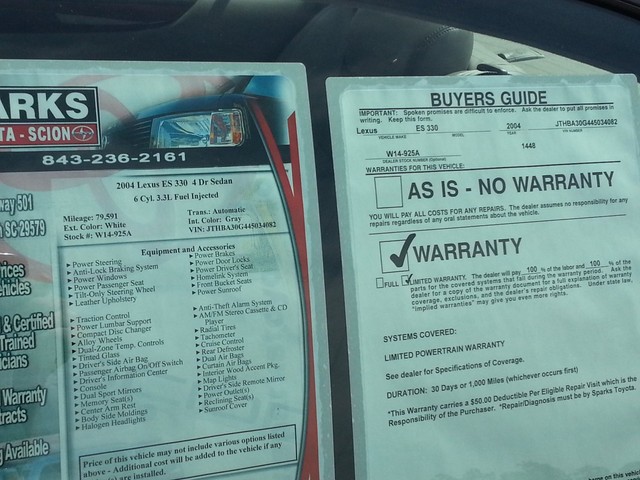 ARKS
TA - SCION
843-236-2161
way 501
SC 29579
rices
hicles
& Certified
Trained
icians
Warranty
tracts
g Available
2004 Lexus ES 330 4 Dr Sedan
6 Cyl. 3.3L Fuel Injected
Mileage: 79,591
Trans.: Automatic
Ext. Color: White
Int. Color: Gray
Stock #: W14-925A
VIN: JTHBA30G445034082
Equipment and Accessories
Power Steering
Anti-Lock Braking System
Power Windows
Power Passenger Seat
Tilt-Only Steering Wheel
Leather Upholstery
Traction Control
Power Lumbar Support
Compact Disc Changer
Alloy Wheels
Dual-Zone Temp. Controls
Tinted Glass
Driver's Side Air Bag
Passenger Airbag On/Off Switch
Driver's Information Center
Console
Dual Sport Mirrors
Memory Seat(s)
Center Arm Rest
Body Side Moldings
Halogen Headlights
Power Brakes
Power Door Locks
Power Driver's Seat
Homelink System
Front Bucket Seats
Power Sunroof
Anti-Theft Alarm System
AM/FM Stereo Cassette & CD
Player
Radial Tires
Tachometer
Cruise Control
Rear Defroster
Dual Air Bags
Curtain Air Bags
Interior Wood Accent Pkg.
Map Lights
Driver's Side Remote Mirror
Power Outlet(s)
Reclining Seat(s)
Sunroof Cover
Price of this vehicle may not include various options listed
above - Additional cost will be added to the vehicle if any
are installed.
BUYERS GUIDE
IMPORTANT: Spoken promises are difficult to enforce. Ask the dealer to put all promises in
writing. Keep this form.
Lexus ES 330 2004 JTHBA30G445034082
VEHICLE MAKE MODEL YEAR VIN NUMBER
W14-925A 1448
DEALER STOCK NUMBER (Optional)
WARRANTIES FOR THIS VEHICLE:
AS IS - NO WARRANTY
YOU WILL PAY ALL COSTS FOR ANY REPAIRS. The dealer assumes no responsibility for any
repairs regardless of any oral statements about the vehicle.
WARRANTY
FULL LIMITED WARRANTY. The dealer will pay 100 % of the labor and 100 % of the
parts for the covered systems that fail during the warranty period. Ask the
dealer for a copy of the warranty document for a full explanation of warranty
coverage, exclusions, and the dealer's repair obligations. Under state law,
"implied warranties" may give you even more rights.
SYSTEMS COVERED:
LIMITED POWERTRAIN WARRANTY
See dealer for Specifications of Coverage.
DURATION: 30 Days or 1,000 Miles (whichever occurs first)
*This Warranty carries a $50.00 Deductible Per Eligible Repair Visit which is the
Responsibility of the Purchaser. *Repair/Diagnosis must be by Sparks Toyota.